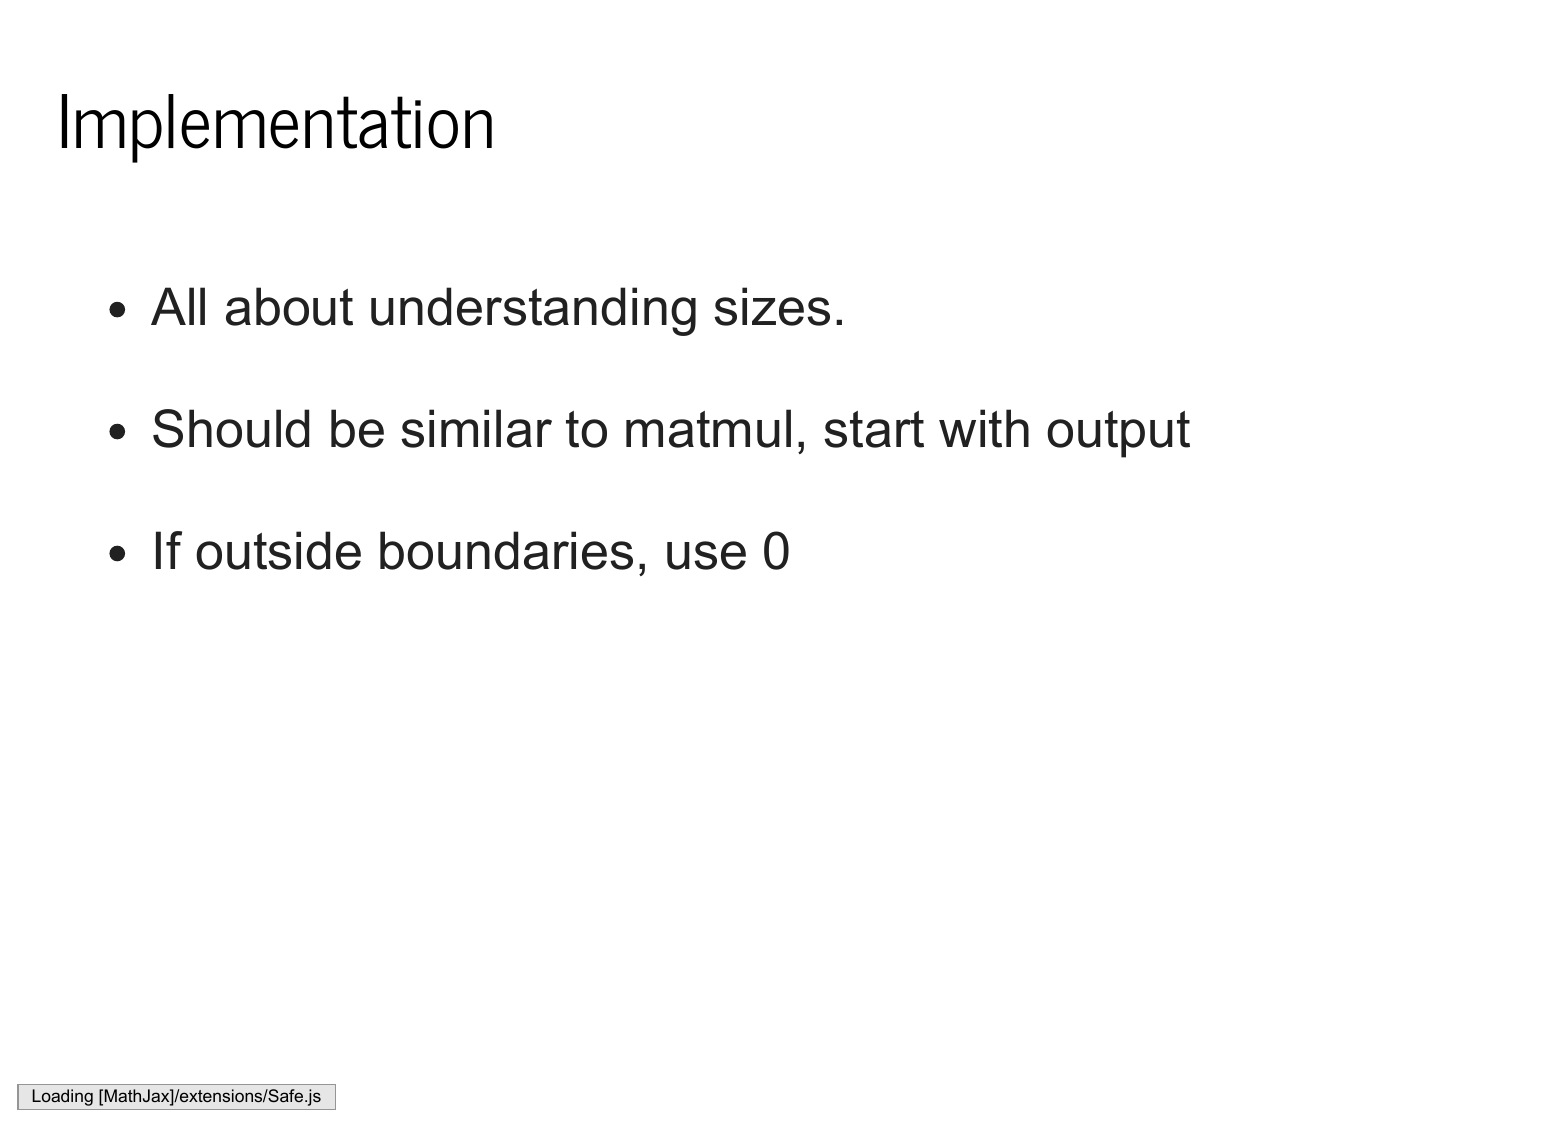 Implementation
• All about understanding sizes.
• Should be similar to matmul, start with output
• If outside boundaries, use 0
Loading [MathJax]/extensions/Safe.js